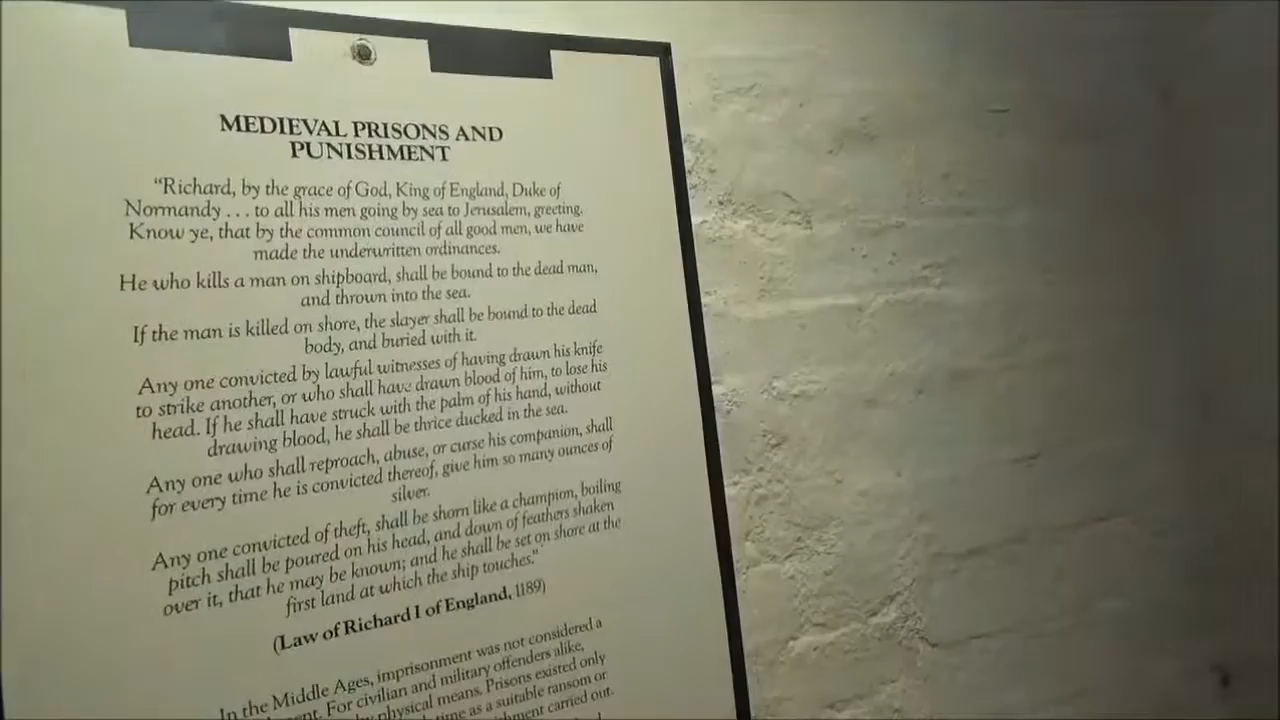 MEDIEVAL PRISONS AND
PUNISHMENT
“Richard, by the grace of God, King of England, Duke of
Normandy . . . to all his men going by sea to Jerusalem, greeting.
Know ye, that by the common council of all good men, we have
made the underwritten ordinances.
He who kills a man on shipboard, shall be bound to the dead man,
and thrown into the sea.
If the man is killed on shore, the slayer shall be bound to the dead
body, and buried with it.
Any one convicted by lawful witnesses of having drawn his knife
to strike another, or who shall have drawn blood of him, to lose his
head. If he shall have struck with the palm of his hand, without
drawing blood, he shall be thrice ducked in the sea.
Any one who shall reproach, abuse, or curse his companion, shall
for every time he is convicted thereof, give him so many ounces of
silver.
Any one convicted of theft, shall be shorn like a champion, boiling
pitch shall be poured on his head, and down of feathers shaken
over it, that he may be known; and he shall be set on shore at the
first land at which the ship touches.”
(Law of Richard I of England, 1189)
In the Middle Ages, imprisonment was not considered a
For civilian and military offenders alike,
physical means. Prisons existed only
time as a suitable ransom or
carried out.